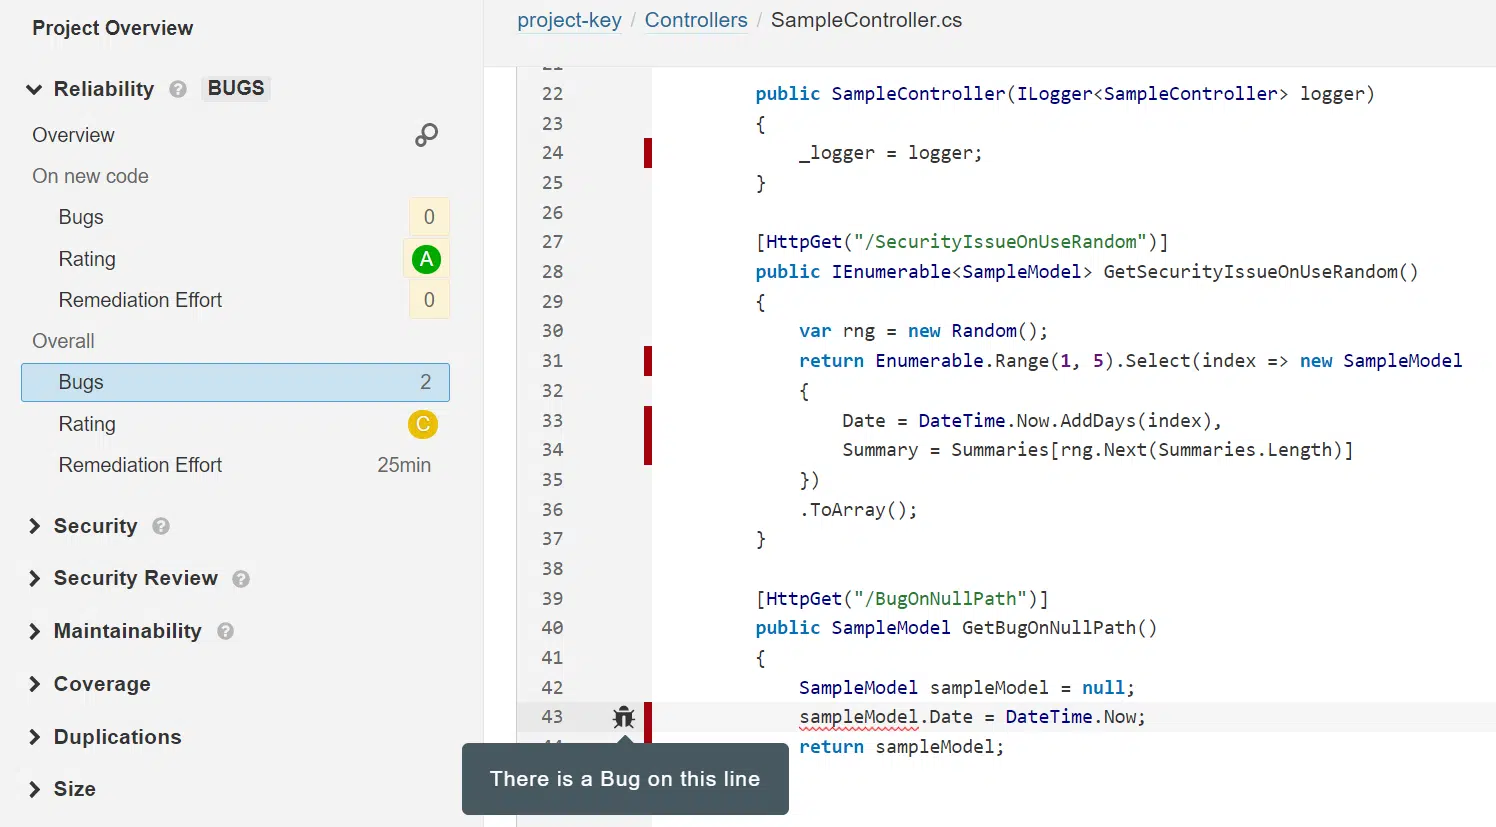 Project Overview
Reliability ? BUGS
Overview
On new code
Bugs 0
Rating A
Remediation Effort 0
Overall
Bugs 2
Rating C
Remediation Effort 25min
Security ?
Security Review ?
Maintainability ?
Coverage
Duplications
Size
project-key / Controllers / SampleController.cs
22 public SampleController(ILogger<SampleController> logger)
23 {
24 _logger = logger;
25 }
26
27 [HttpGet("/SecurityIssueOnUseRandom")]
28 public IEnumerable<SampleModel> GetSecurityIssueOnUseRandom()
29 {
30 var rng = new Random();
31 return Enumerable.Range(1, 5).Select(index => new SampleModel
32 {
33 Date = DateTime.Now.AddDays(index),
34 Summary = Summaries[rng.Next(Summaries.Length)]
35 })
36 .ToArray();
37 }
38
39 [HttpGet("/BugOnNullPath")]
40 public SampleModel GetBugOnNullPath()
41 {
42 SampleModel sampleModel = null;
43 sampleModel.Date = DateTime.Now;
return sampleModel;
There is a Bug on this line